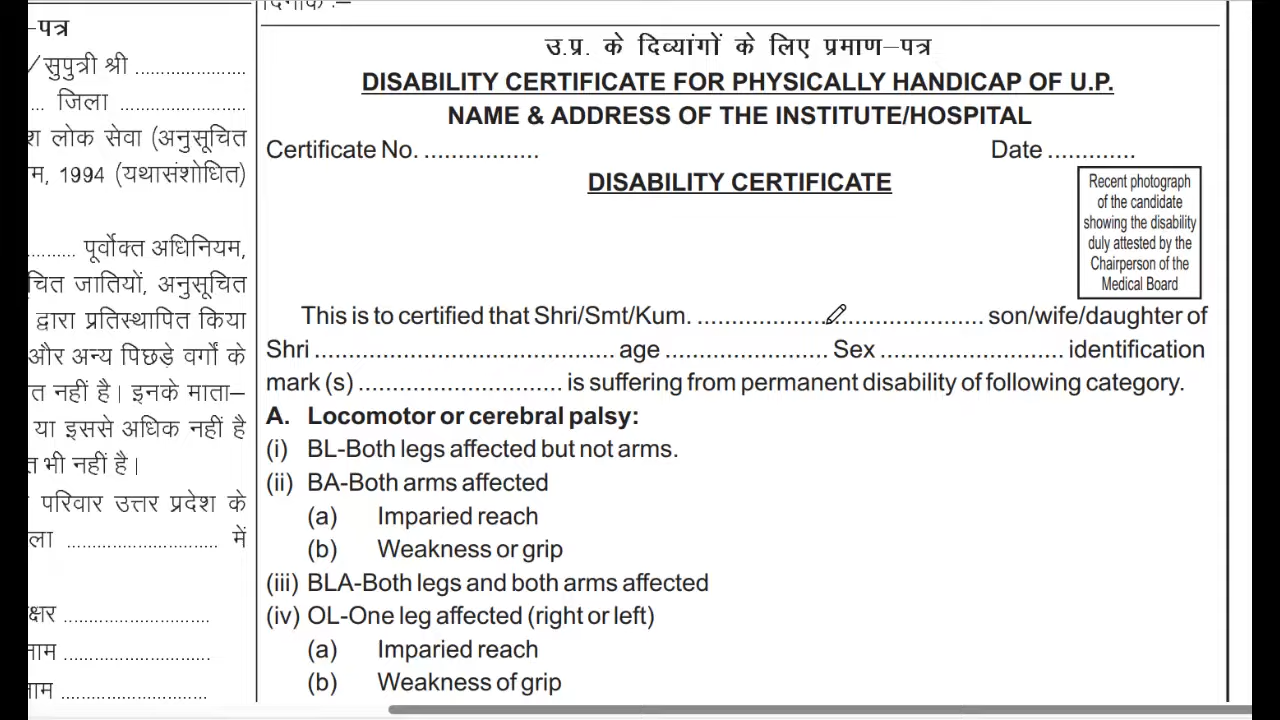 –पत्र
/सुपुत्री श्री ......................
... जिला .........................
श लोक सेवा (अनुसूचित
म, 1994 (यथासंशोधित)
.......... पूर्वोक्त अधिनियम,
चित जातियों, अनुसूचित
द्वारा प्रतिस्थापित किया
और अन्य पिछड़े वर्गों के
त नहीं है। इनके माता–
या इससे अधिक नहीं है
त भी नहीं है।
परिवार उत्तर प्रदेश के
ला .............................. में
क्षर .............................
नाम .............................
नाम .............................
दिनांक :–
उ.प्र. के दिव्यांगों के लिए प्रमाण–पत्र
DISABILITY CERTIFICATE FOR PHYSICALLY HANDICAP OF U.P.
NAME & ADDRESS OF THE INSTITUTE/HOSPITAL
Certificate No. .................                    Date .............
DISABILITY CERTIFICATE
Recent photograph
of the candidate
showing the disability
duly attested by the
Chairperson of the
Medical Board
This is to certified that Shri/Smt/Kum. .......................................... son/wife/daughter of
Shri ............................................ age ........................ Sex ........................... identification
mark (s) .............................. is suffering from permanent disability of following category.
A. Locomotor or cerebral palsy:
(i) BL-Both legs affected but not arms.
(ii) BA-Both arms affected
(a) Imparied reach
(b) Weakness or grip
(iii) BLA-Both legs and both arms affected
(iv) OL-One leg affected (right or left)
(a) Imparied reach
(b) Weakness of grip